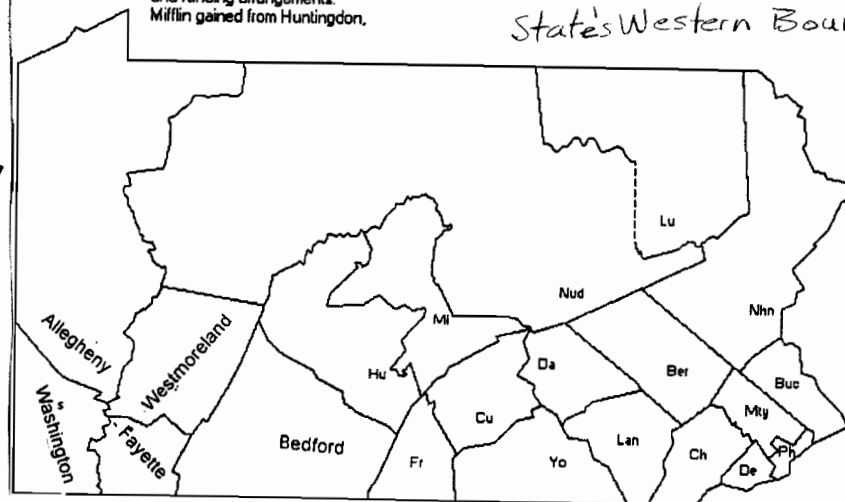 Mifflin gained from Huntingdon,
State's Western Bou
Lu
Nud
Nhn
Allegheny
Westmoreland
MI
Hu
Da
Ber
Buc
Washington
Fayette
Bedford
Cu
Mty
Fr
Yo
Lan
Ch
De
Ph